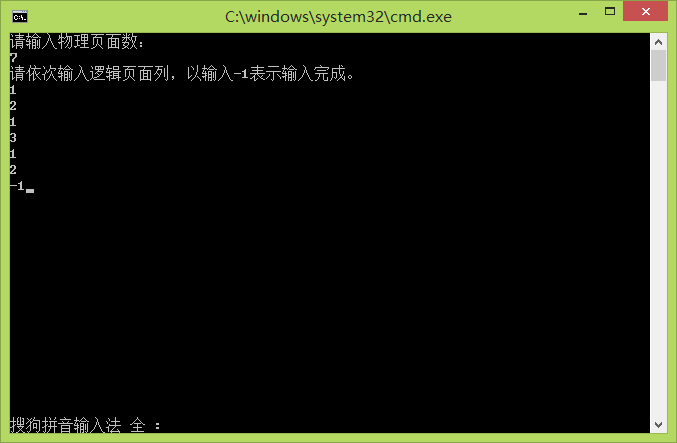 C:\windows\system32\cmd.exe
请输入物理页面数：
7
请依次输入逻辑页面列，以输入-1表示输入完成。
1
2
1
3
1
2
-1
搜狗拼音输入法 全 ：